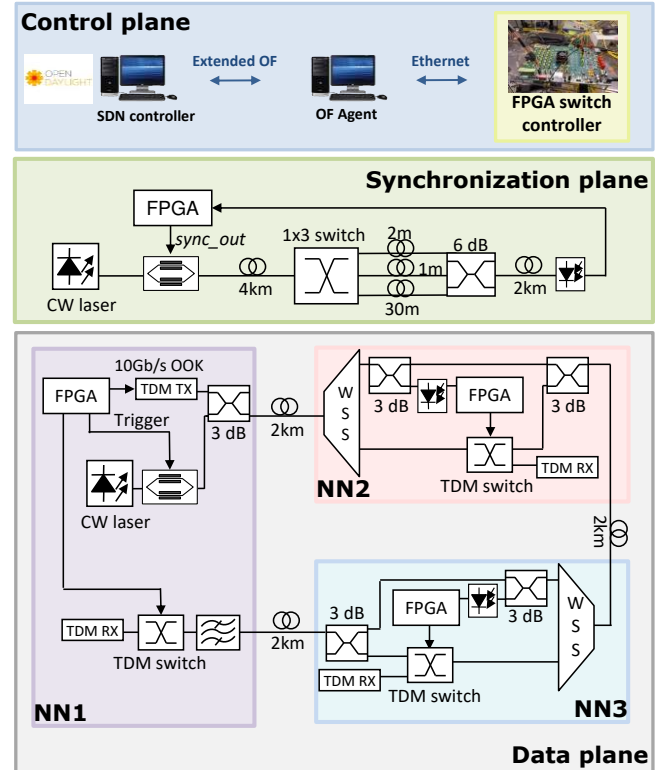 Control plane
OPEN
DAYLIGHT
Extended OF
Ethernet
SDN controller
OF Agent
FPGA switch
controller
Synchronization plane
FPGA
sync_out
1x3 switch
2m
6 dB
1m
CW laser
4km
30m
2km
10Gb/s OOK
FPGA
TDM TX
Trigger
3 dB
2km
CW laser
W
S
S
3 dB
FPGA
3 dB
TDM RX
TDM switch
NN2
2km
TDM RX
TDM switch
2km
3 dB
FPGA
3 dB
W
S
S
TDM RX
TDM switch
NN1
NN3
Data plane